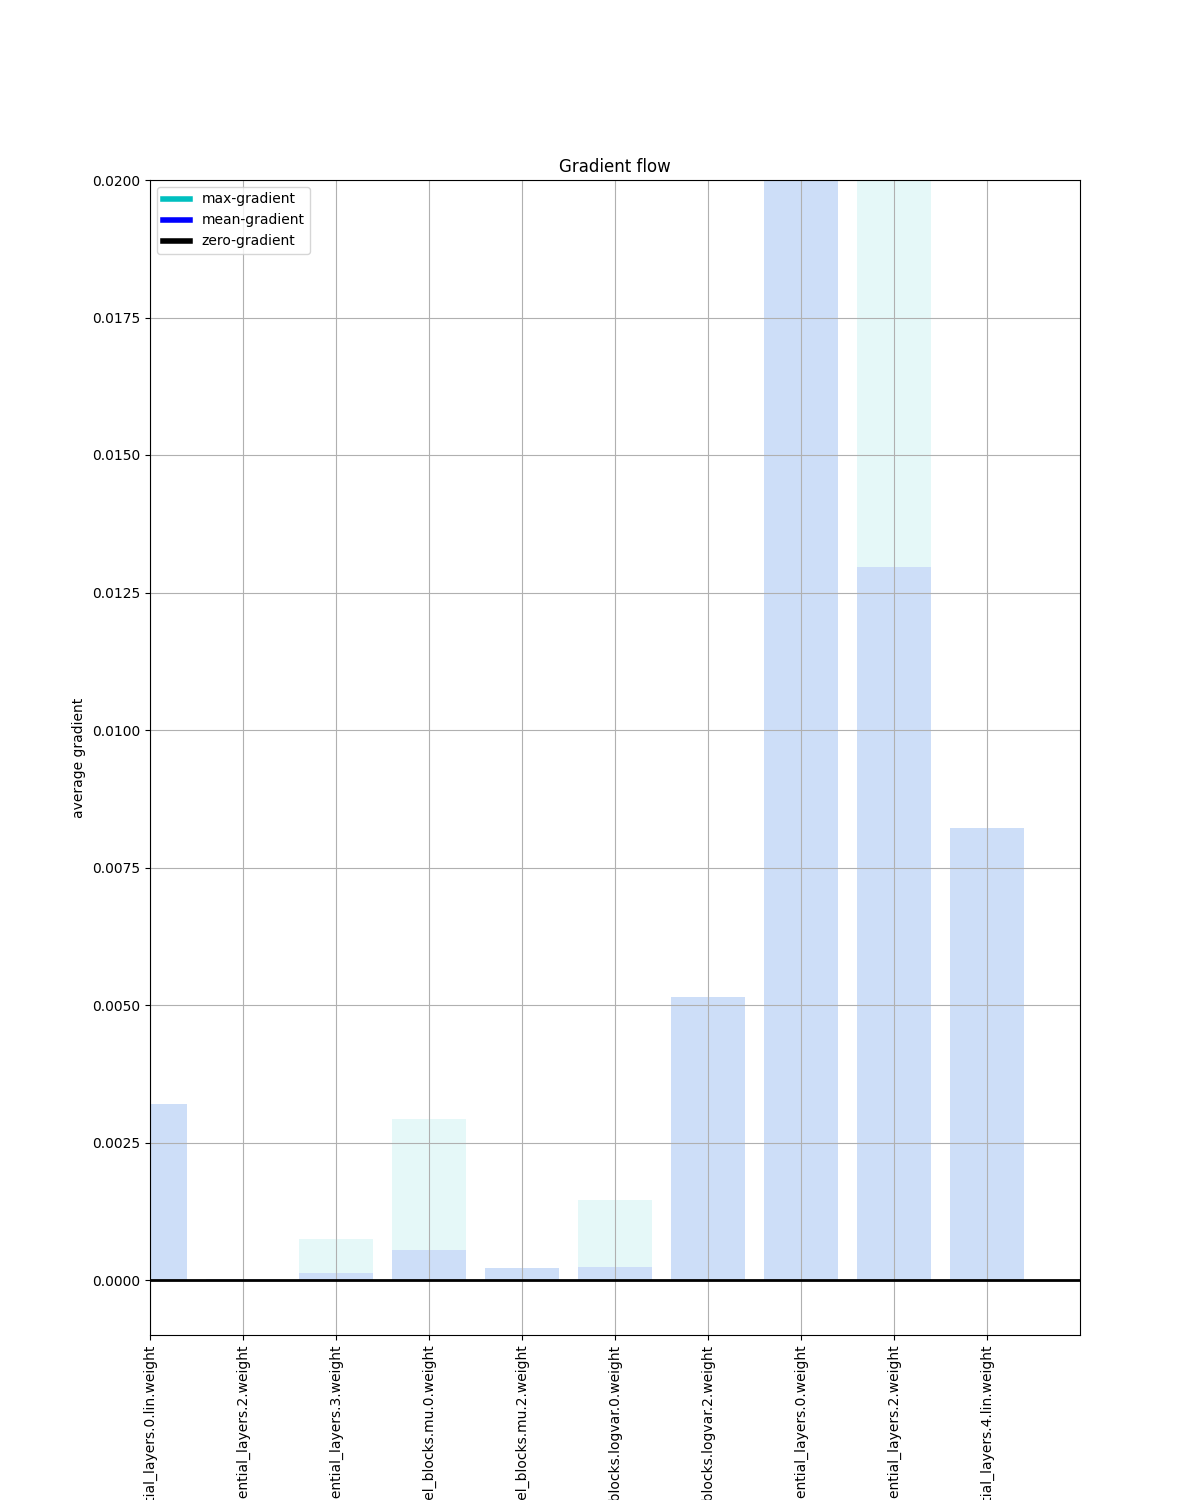 Gradient flow
max-gradient
mean-gradient
zero-gradient
average gradient
0.0200
0.0175
0.0150
0.0125
0.0100
0.0075
0.0050
0.0025
0.0000
tial_layers.0.lin.weight
ential_layers.2.weight
ential_layers.3.weight
el_blocks.mu.0.weight
el_blocks.mu.2.weight
blocks.logvar.0.weight
blocks.logvar.2.weight
ential_layers.0.weight
ential_layers.2.weight
tial_layers.4.lin.weight